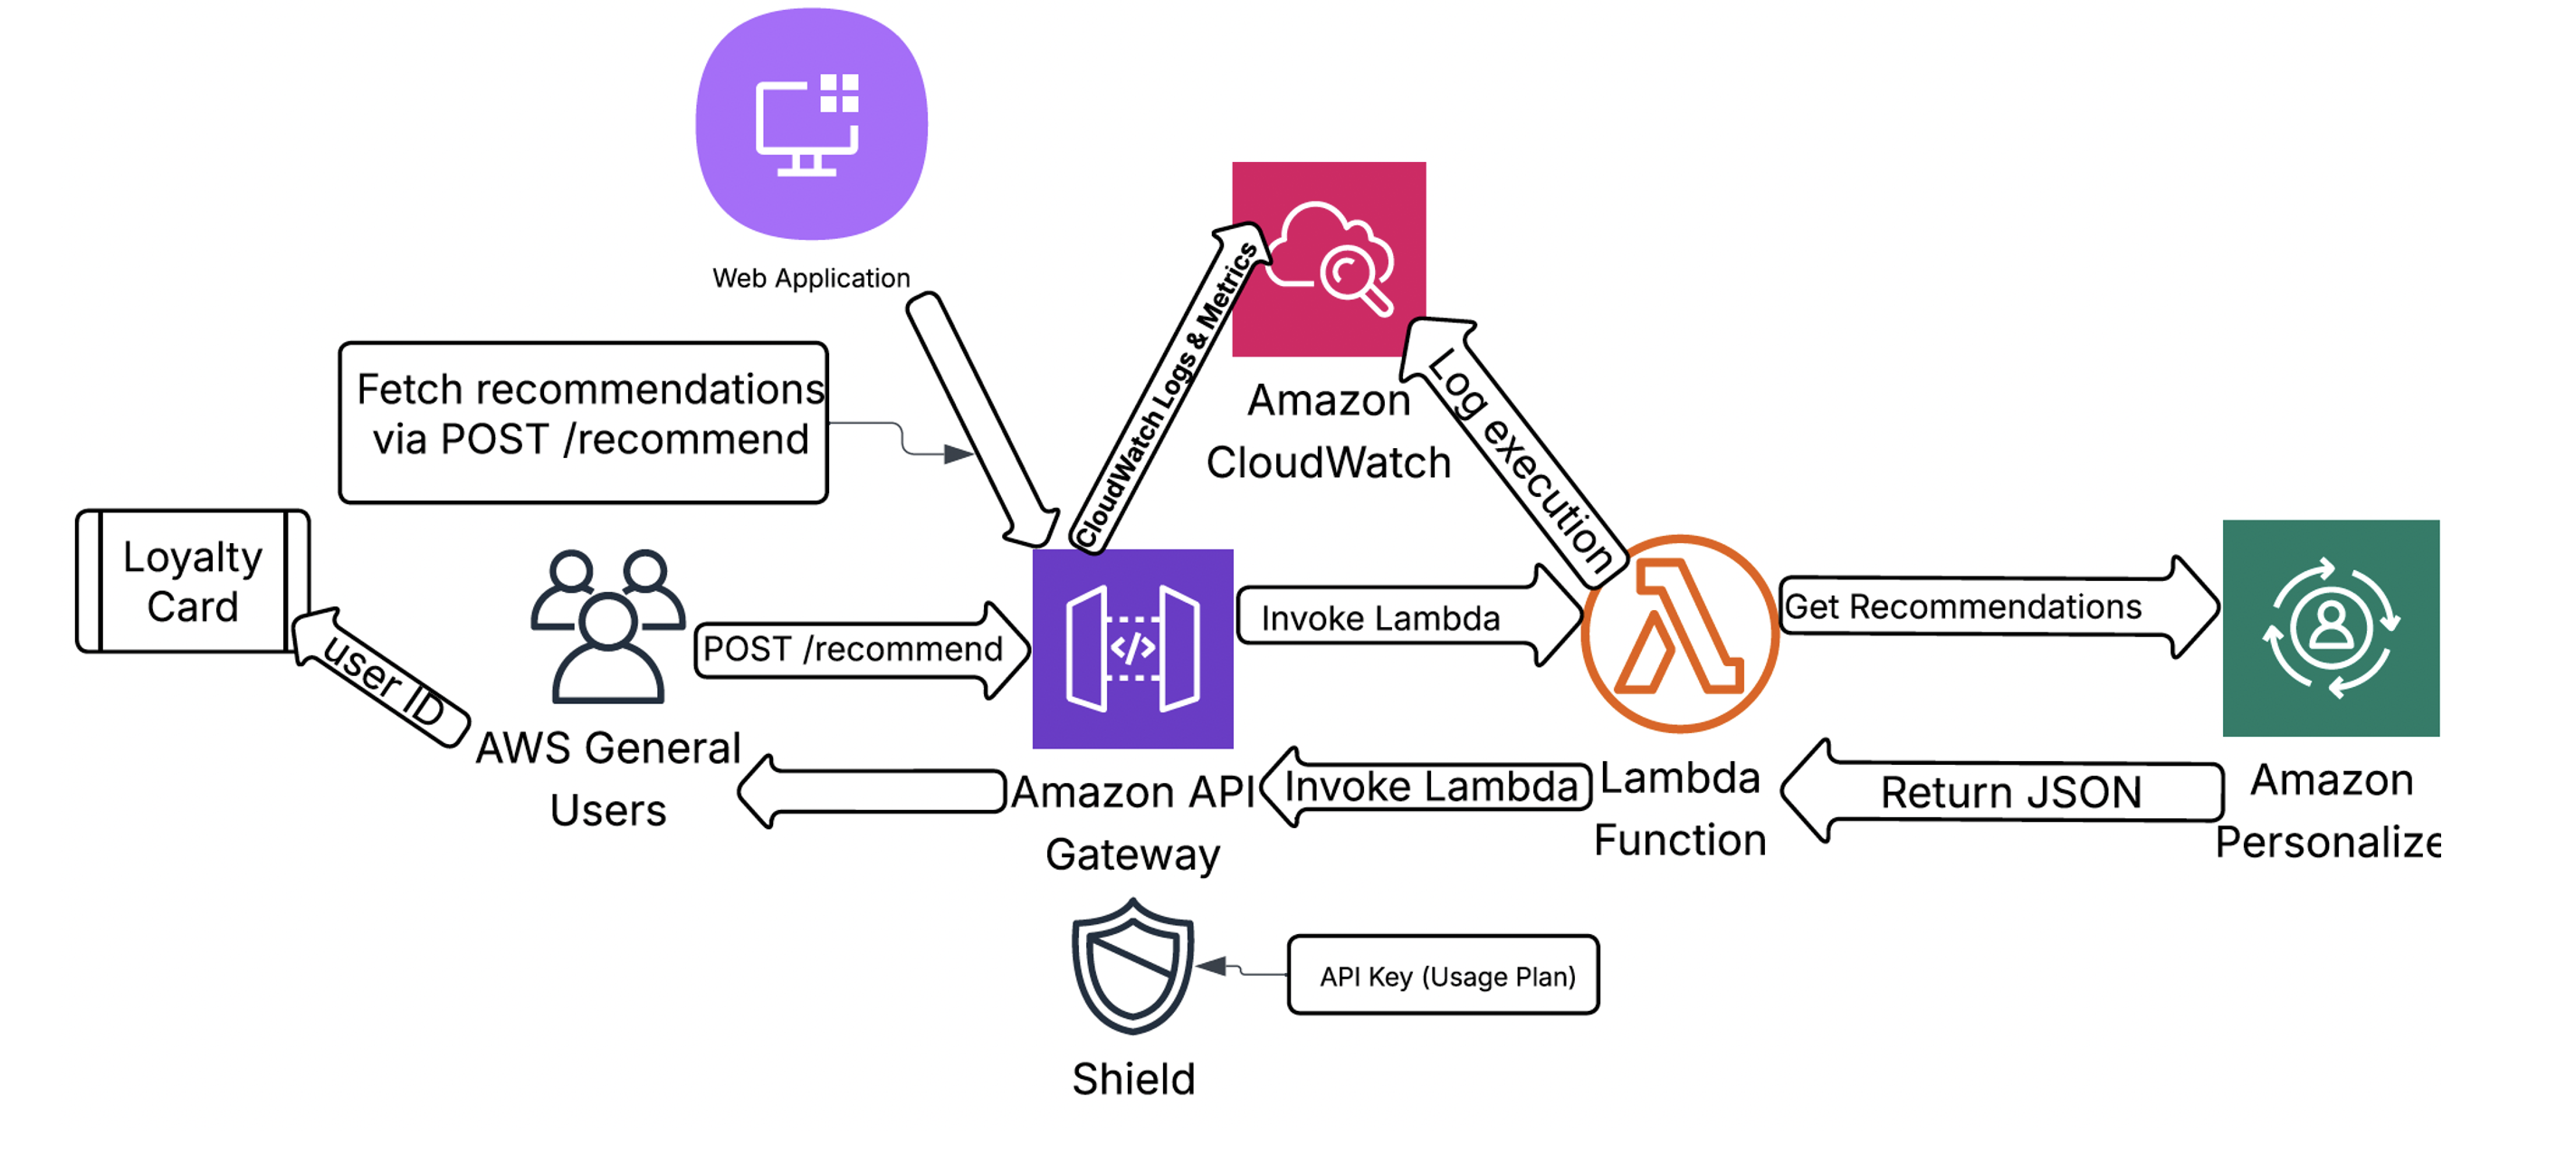 Web Application
Fetch recommendations
via POST /recommend
CloudWatch Logs & Metrics
Amazon
CloudWatch
Log execution
Loyalty
Card
user ID
AWS General
Users
POST /recommend
Invoke Lambda
Get Recommendations
Amazon API
Gateway
Invoke Lambda
Lambda
Function
Return JSON
Amazon
Personalize
API Key (Usage Plan)
Shield